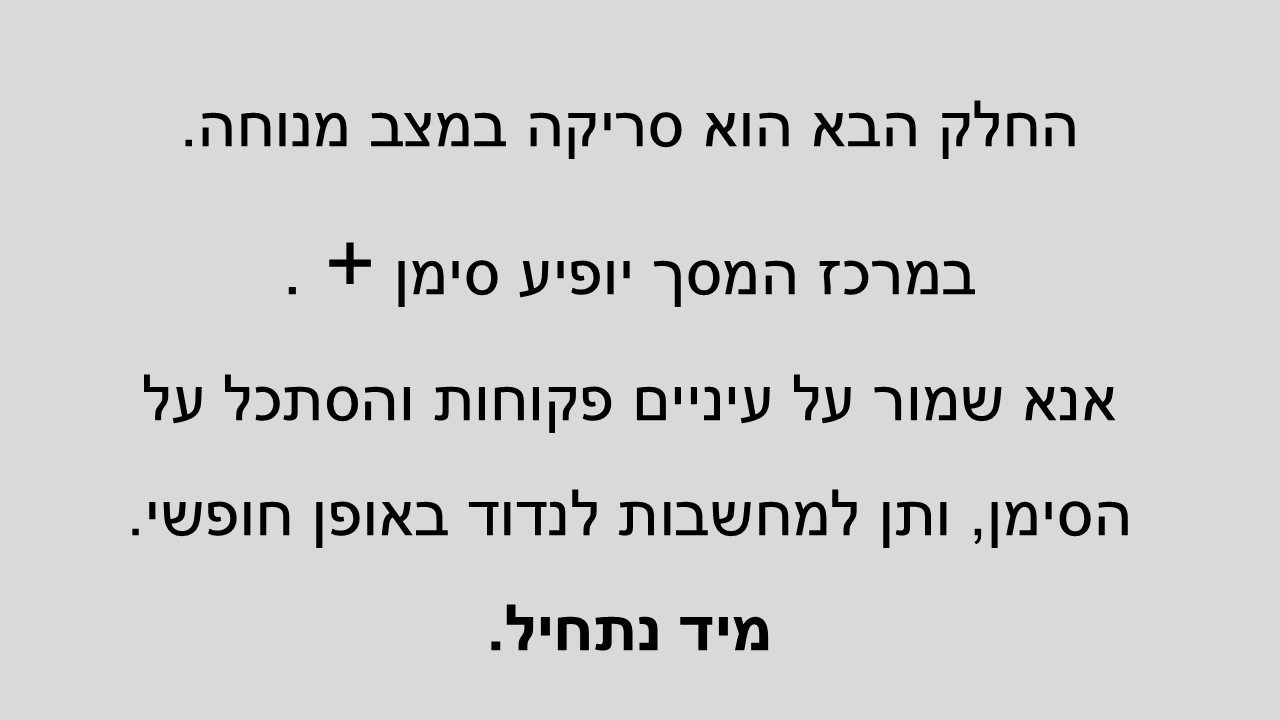 החלק הבא הוא סריקה במצב מנוחה.
במרכז המסך יופיע סימן + .
אנא שמור על עיניים פקוחות והסתכל על
הסימן, ותן למחשבות לנדוד באופן חופשי.
מיד נתחיל.